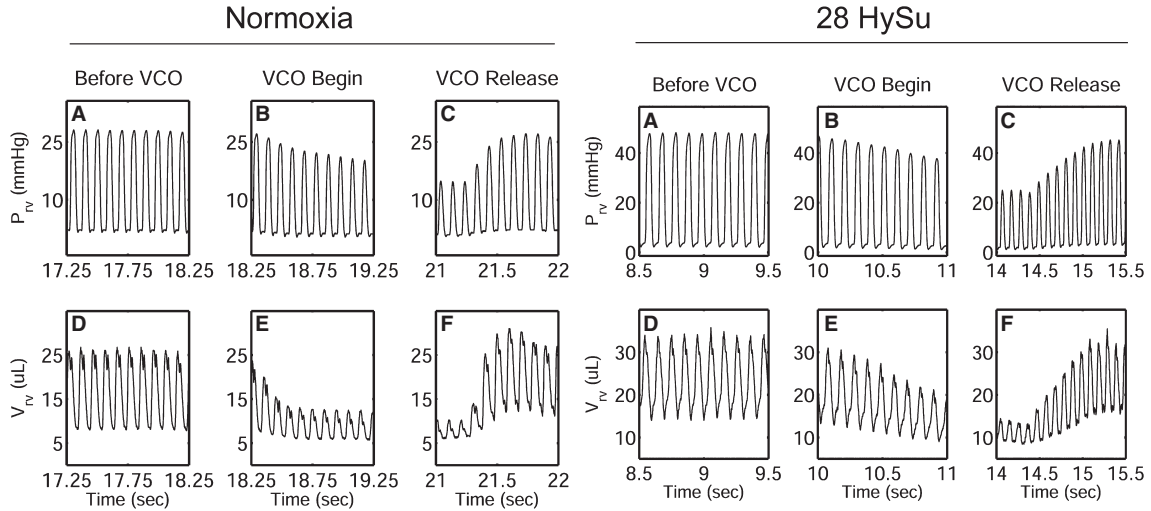 Normoxia
28 HySu
Before VCO
VCO Begin
VCO Release
Before VCO
VCO Begin
VCO Release
P_rv (mmHg)
A
25
10
17.25 17.75 18.25
B
25
10
18.25 18.75 19.25
C
25
10
21 21.5 22
P_rv (mmHg)
A
40
20
0
8.5 9 9.5
B
40
20
0
10 10.5 11
C
40
20
0
14 14.5 15 15.5
V_rv (uL)
D
25
15
5
17.25 17.75 18.25
Time (sec)
E
25
15
5
18.25 18.75 19.25
Time (sec)
F
25
15
5
21 21.5 22
Time (sec)
V_rv (uL)
D
30
20
10
8.5 9 9.5
Time (sec)
E
30
20
10
10 10.5 11
Time (sec)
F
30
20
10
14 14.5 15 15.5
Time (sec)